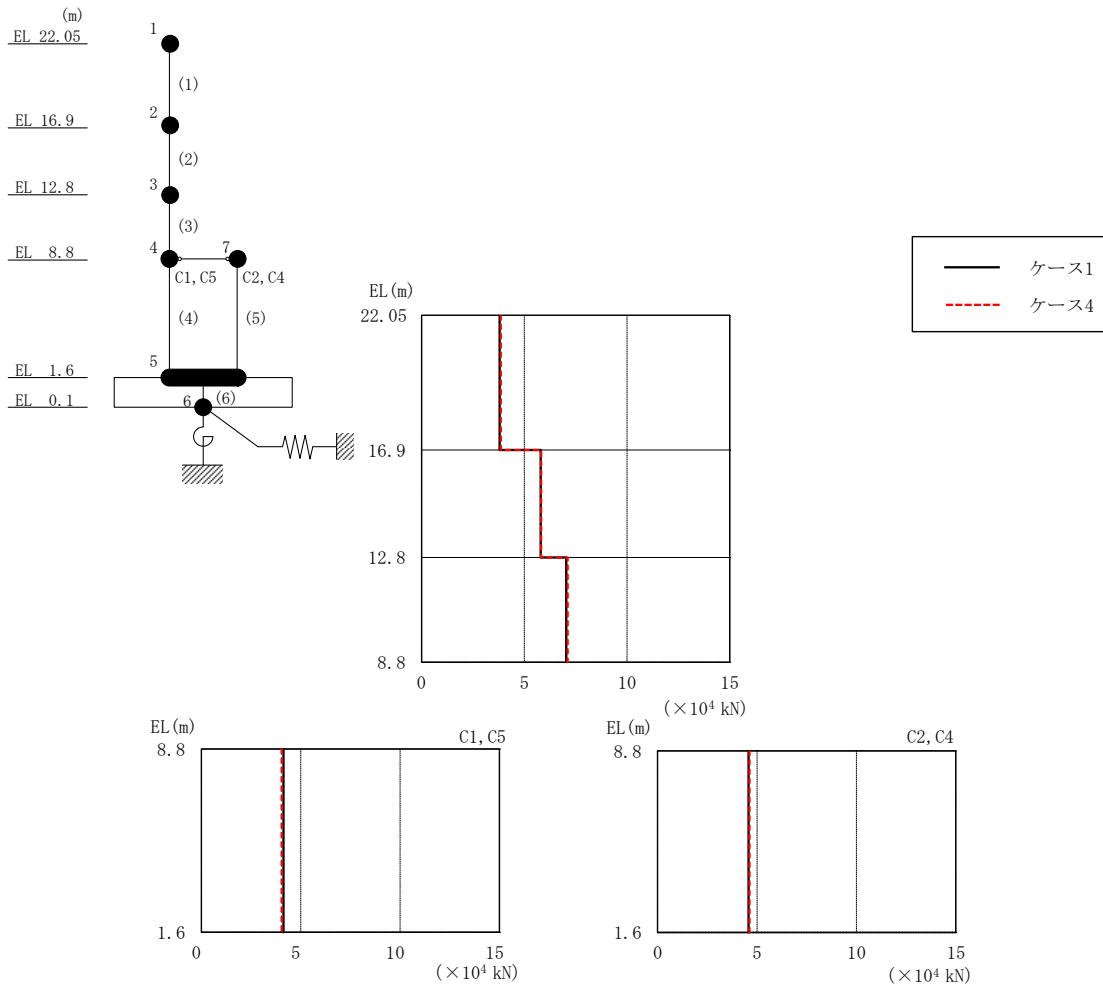 (m)
EL 22.05
1
(1)
EL 16.9
2
(2)
EL 12.8
3
(3)
EL 8.8
4
7
C1, C5
C2, C4
(4)
(5)
EL 1.6
5
EL 0.1
6
(6)
ケース1
ケース4
EL(m)
22.05
16.9
12.8
8.8
0
5
10
15
(×10⁴ kN)
EL(m)
C1, C5
8.8
1.6
0
5
10
15
(×10⁴ kN)
EL(m)
C2, C4
8.8
1.6
0
5
10
15
(×10⁴ kN)